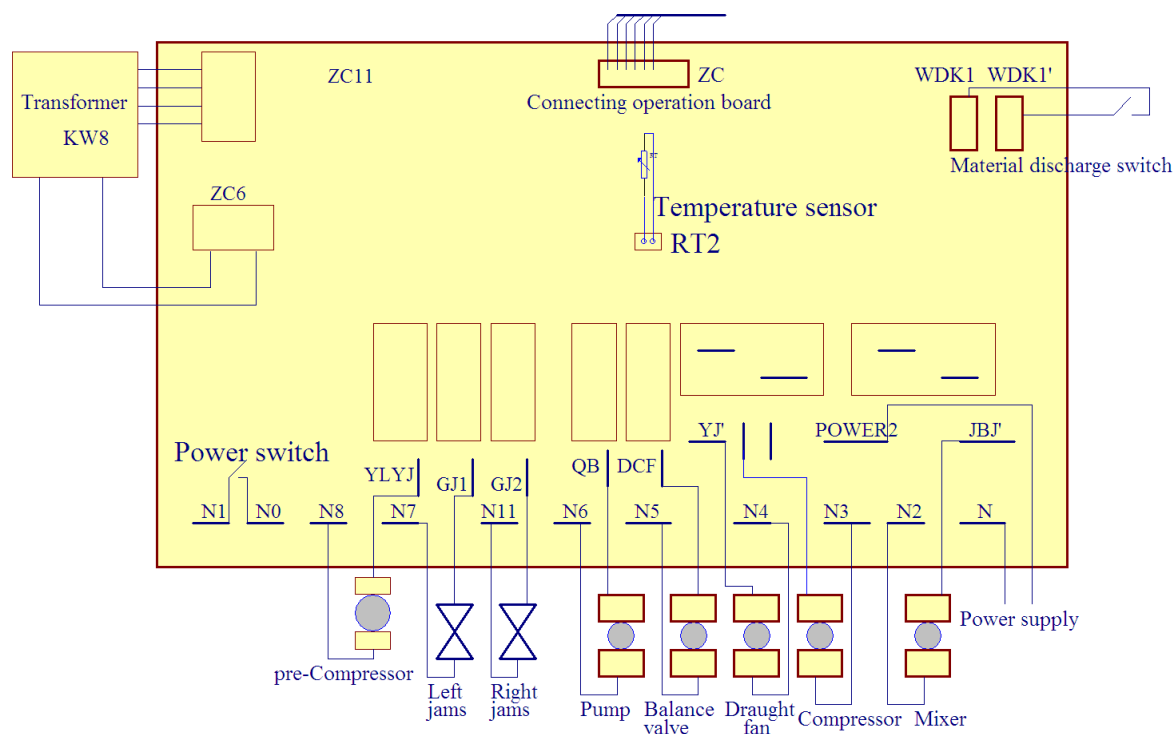 ZC11
ZC
WDK1 WDK1'
Transformer
KW8
Connecting operation board
RT
Material discharge switch
ZC6
Temperature sensor
RT2
YJ' POWER2 JBJ'
Power switch
YLYJ GJ1 GJ2 QB DCF
N1 N0 N8 N7 N11 N6 N5 N4 N3 N2 N
Power supply
pre-Compressor
Left
jams
Right
jams
Pump
Balance
valve
Draught
fan
Compressor
Mixer